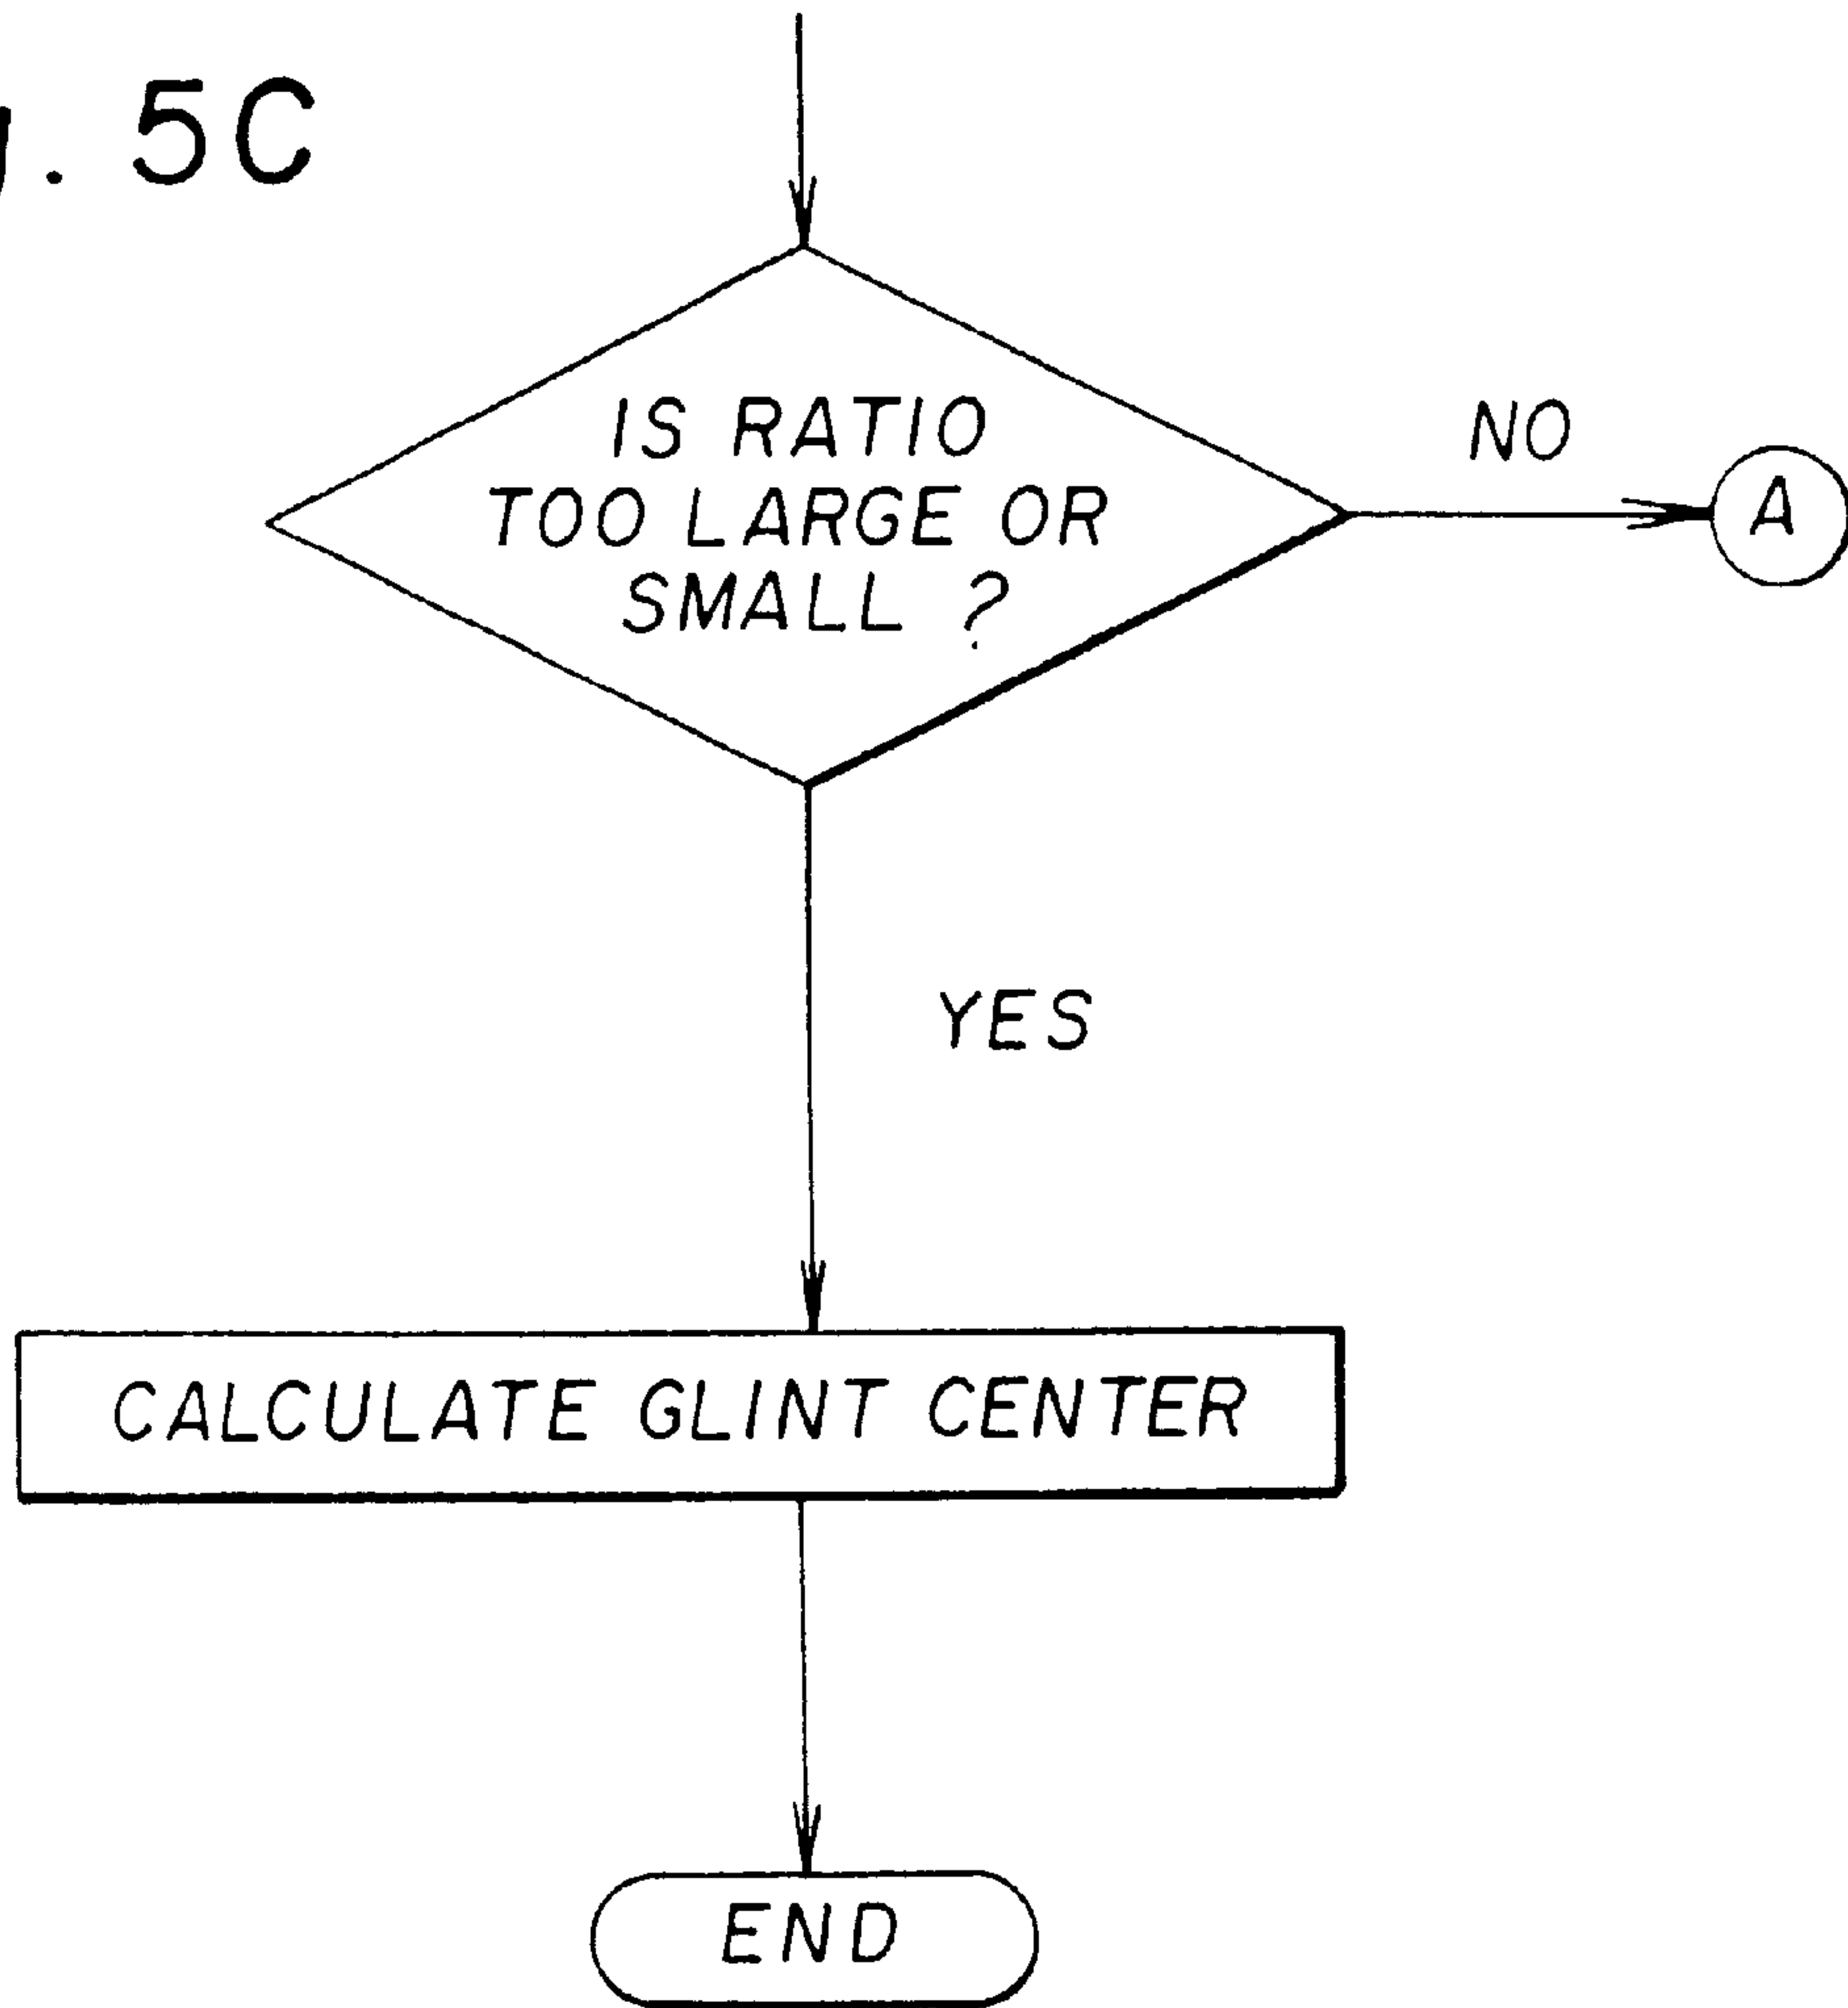 . 5C
IS RATIO
TOO LARGE OR
SMALL ?
NO
A
YES
CALCULATE GLINT CENTER
END